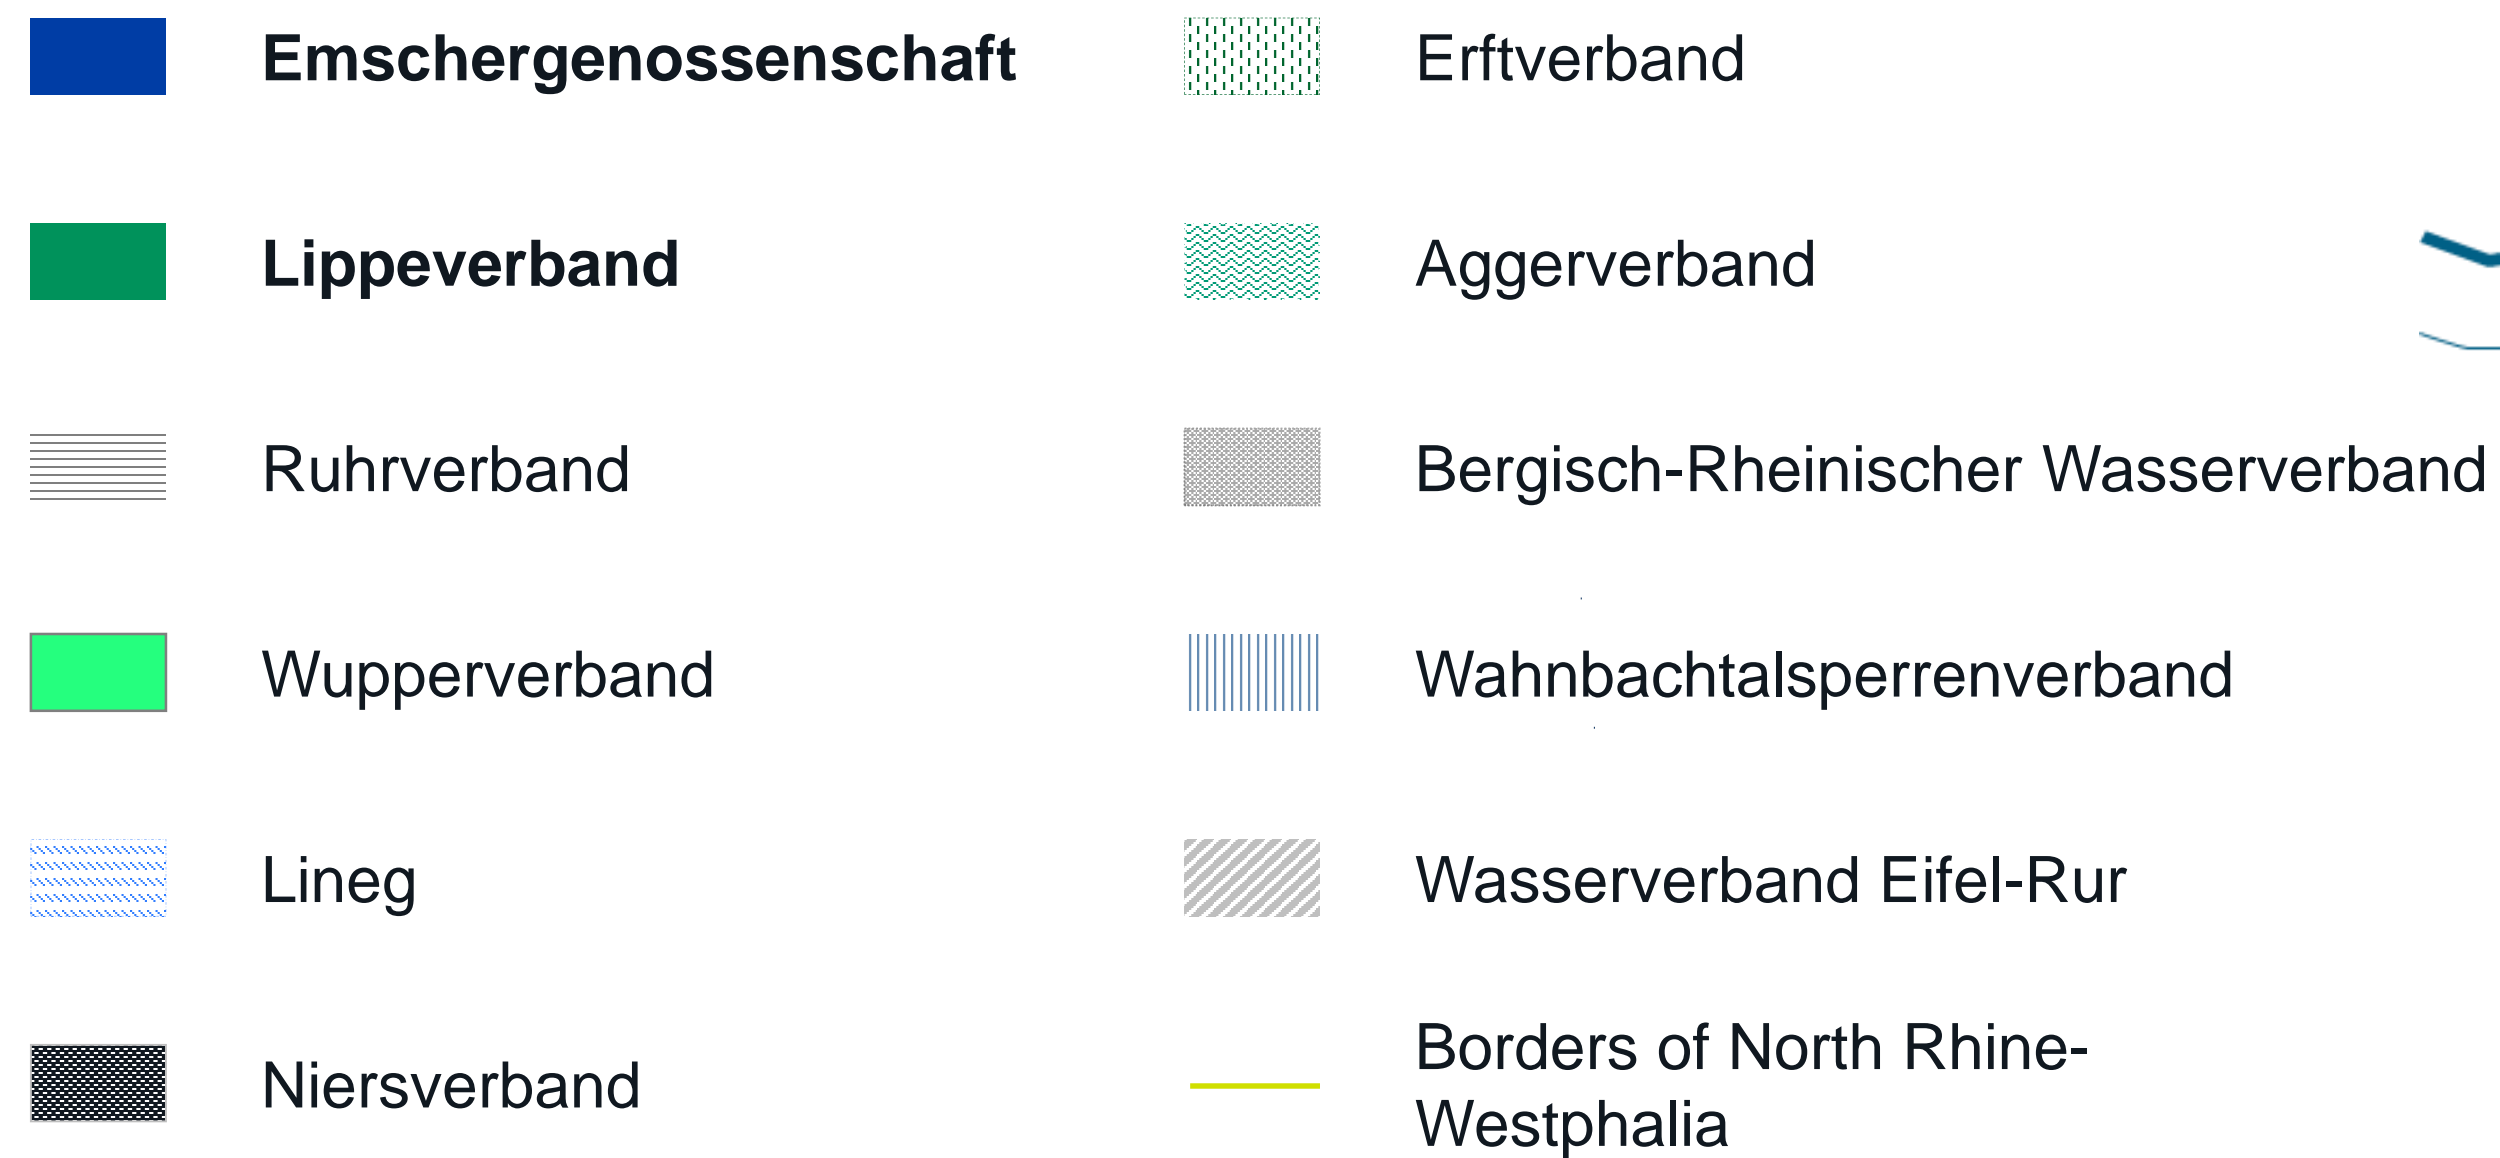 Emschergenossenschaft
Lippeverband
Ruhrverband
Wupperverband
Lineg
Niersverband
Erftverband
Aggerverband
Bergisch-Rheinischer Wasserverband
Wahnbachtalsperrenverband
Wasserverband Eifel-Rur
Borders of North Rhine-
Westphalia